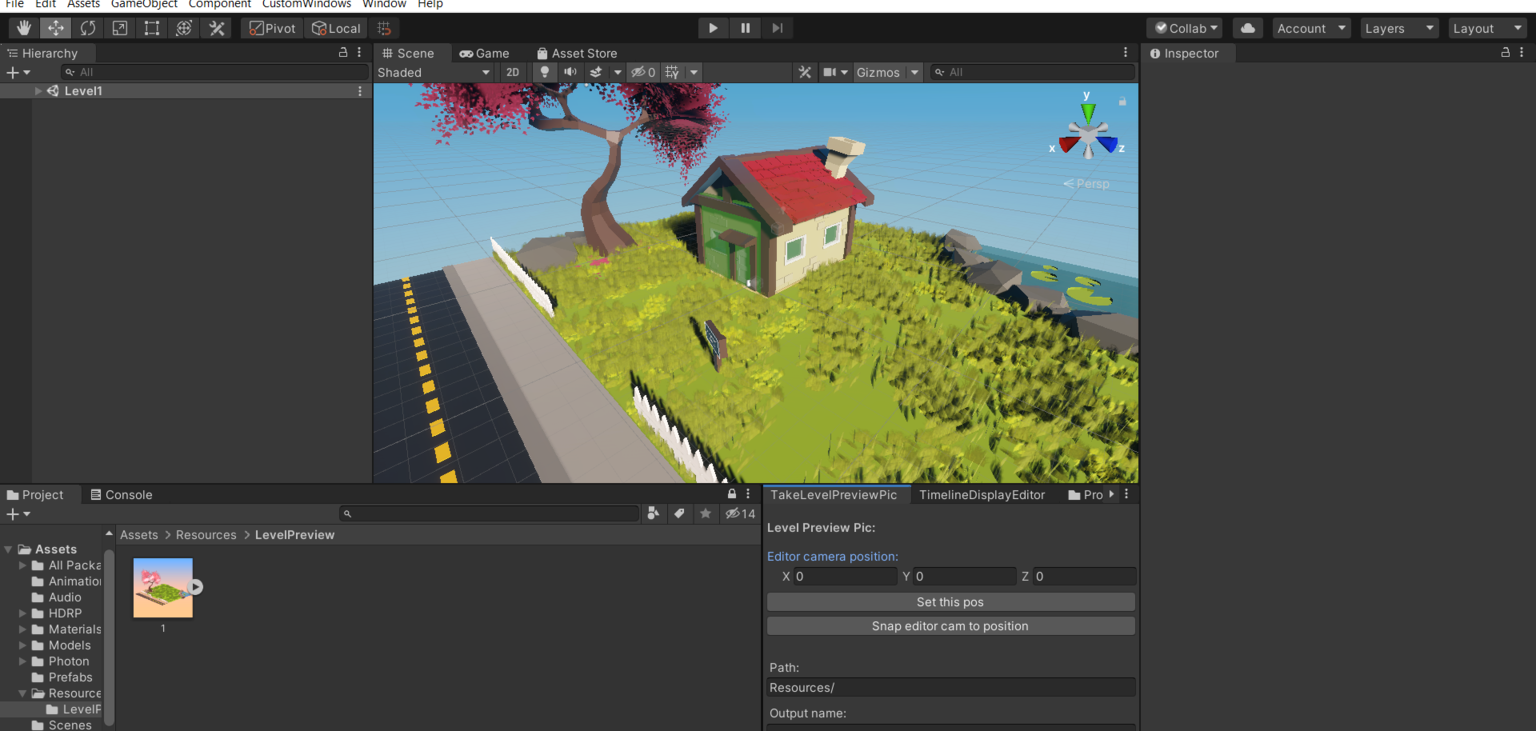 File Edit Assets GameObject Component CustomWindows Window Help
Pivot Local Collab Account Layers Layout
Hierarchy Scene Game Asset Store Inspector
All Shaded 2D 0 Gizmos All
Level1
y
x z
Persp
Project Console TakeLevelPreviewPic TimelineDisplayEditor Pro
14
Level Preview Pic:
Assets > Resources > LevelPreview
Assets
All Packa
Animation
Audio
HDRP
Materials
Models
Photon
Prefabs
Resource
LevelP
Scenes
1
Editor camera position:
X 0 Y 0 Z 0
Set this pos
Snap editor cam to position
Path:
Resources/
Output name: